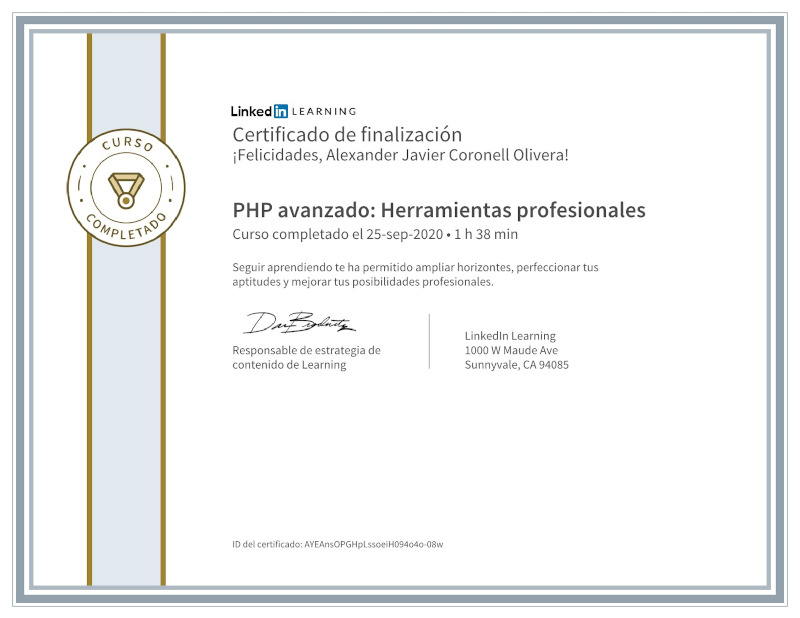 CURSO
COMPLETADO
Linked in LEARNING
Certificado de finalización
¡Felicidades, Alexander Javier Coronell Olivera!
PHP avanzado: Herramientas profesionales
Curso completado el 25-sep-2020 • 1 h 38 min
Seguir aprendiendo te ha permitido ampliar horizontes, perfeccionar tus
aptitudes y mejorar tus posibilidades profesionales.
Responsable de estrategia de
contenido de Learning
LinkedIn Learning
1000 W Maude Ave
Sunnyvale, CA 94085
ID del certificado: AYEAnsOPGHpLssoeiH094o4o-08w